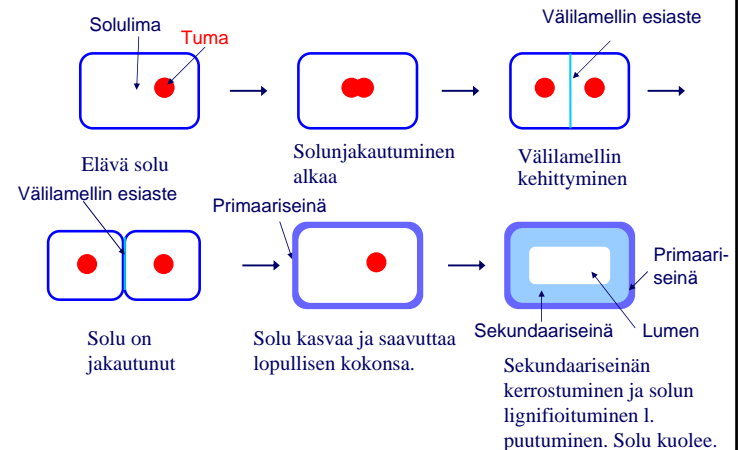 Solulima
Tuma
Välilamellin esiaste
Elävä solu
Solunjakautuminen
alkaa
Välilamellin
kehittyminen
Välilamellin esiaste
Primaariseinä
Primaari-
seinä
Sekundaariseinä
Lumen
Solu on
jakautunut
Solu kasvaa ja saavuttaa
lopullisen kokonsa.
Sekundaariseinän
kerrostuminen ja solun
lignifioituminen l.
puutuminen. Solu kuolee.